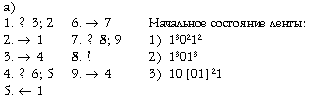 а)
1. ? 3; 2 6. → 7 Начальное состояние ленты:
2. → 1 7. ? 8; 9 1) 1³0²1²
3. → 4 8. ! 2) 1³01³
4. ? 6; 5 9. → 4 3) 10 [01] ²1
5. ← 1